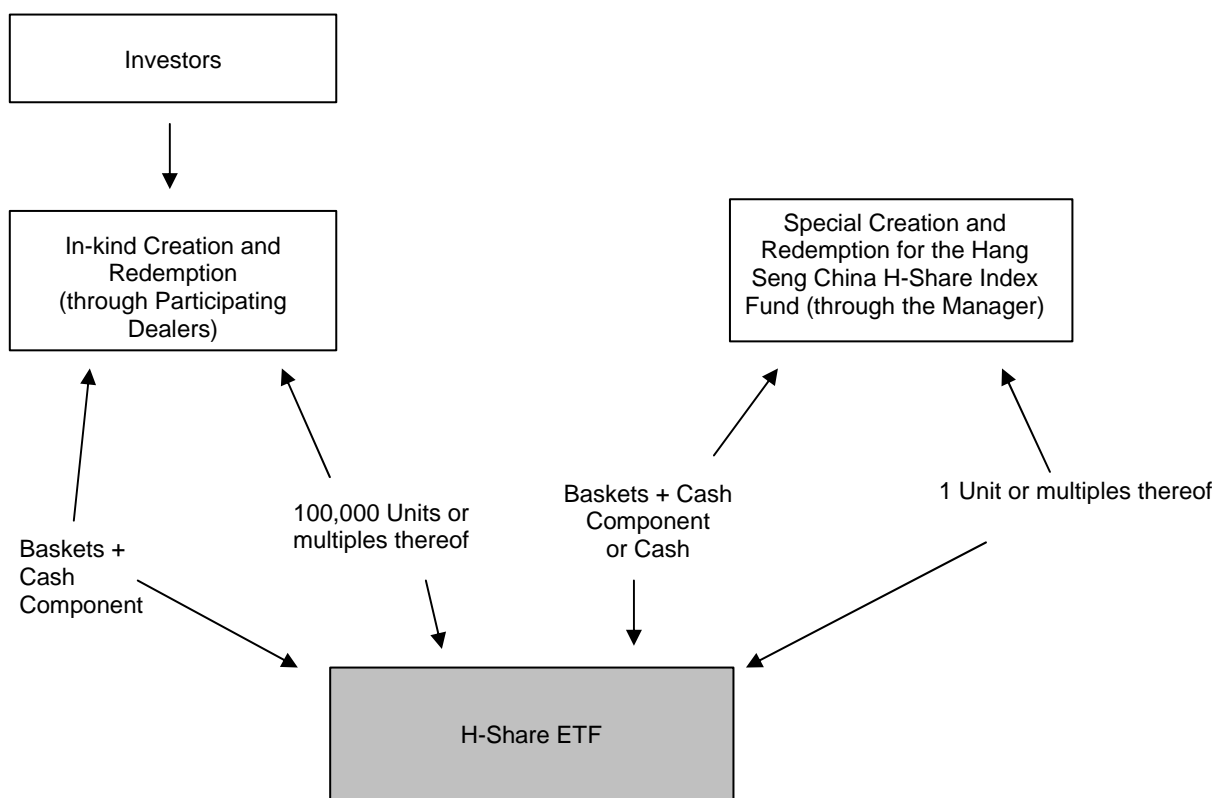 Investors
In-kind Creation and
Redemption
(through Participating
Dealers)
Special Creation and
Redemption for the Hang
Seng China H-Share Index
Fund (through the Manager)
Baskets +
Cash
Component
100,000 Units or
multiples thereof
Baskets + Cash
Component
or Cash
1 Unit or multiples thereof
H-Share ETF